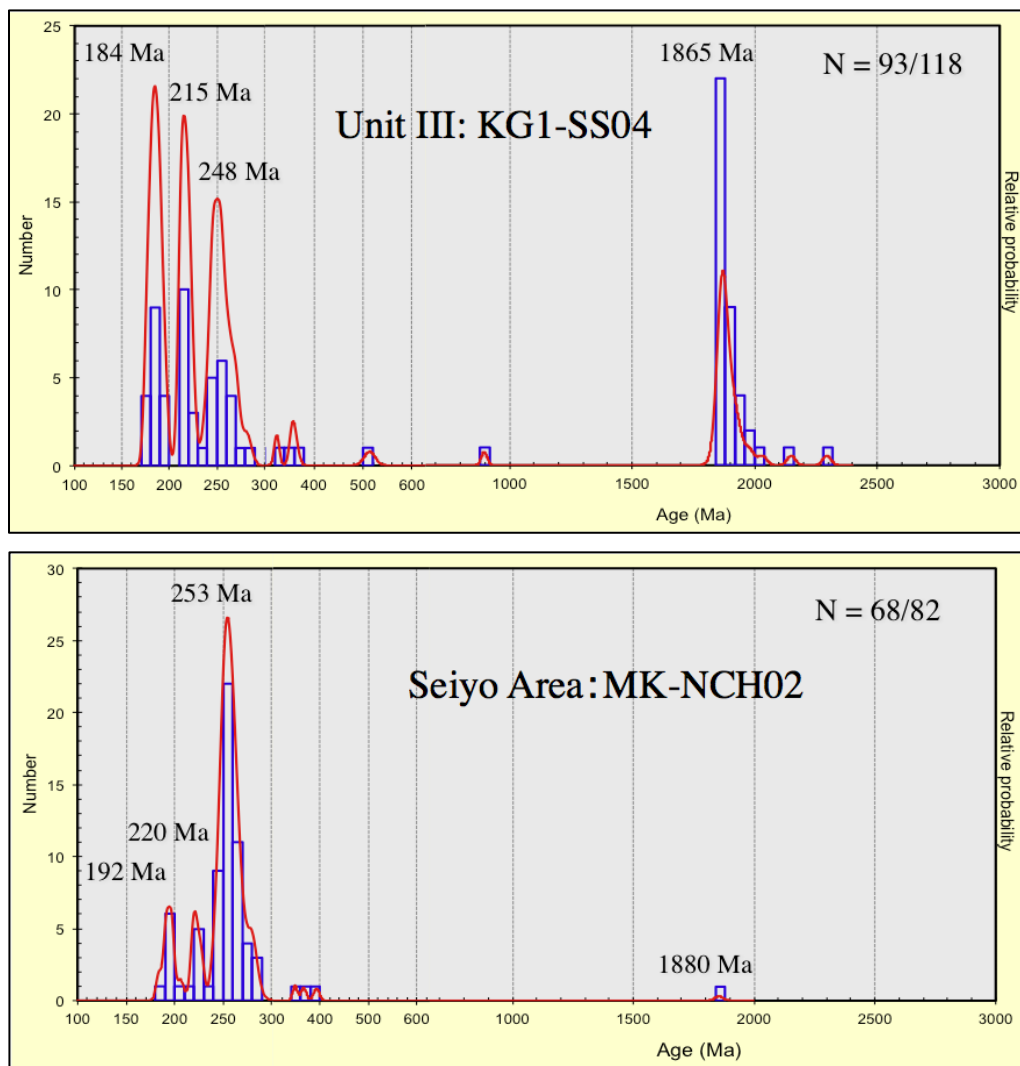 25
184 Ma
1865 Ma
N = 93/118
215 Ma
20
Unit III: KG1-SS04
248 Ma
15
Number
Relative probability
10
5
0
100 150 200 250 300 400 500 600 1000 1500 2000 2500 3000
Age (Ma)
30
253 Ma
N = 68/82
25
Seiyo Area:MK-NCH02
20
Number
Relative probability
15
220 Ma
10
192 Ma
5
1880 Ma
0
100 150 200 250 300 400 500 600 1000 1500 2000 2500 3000
Age (Ma)